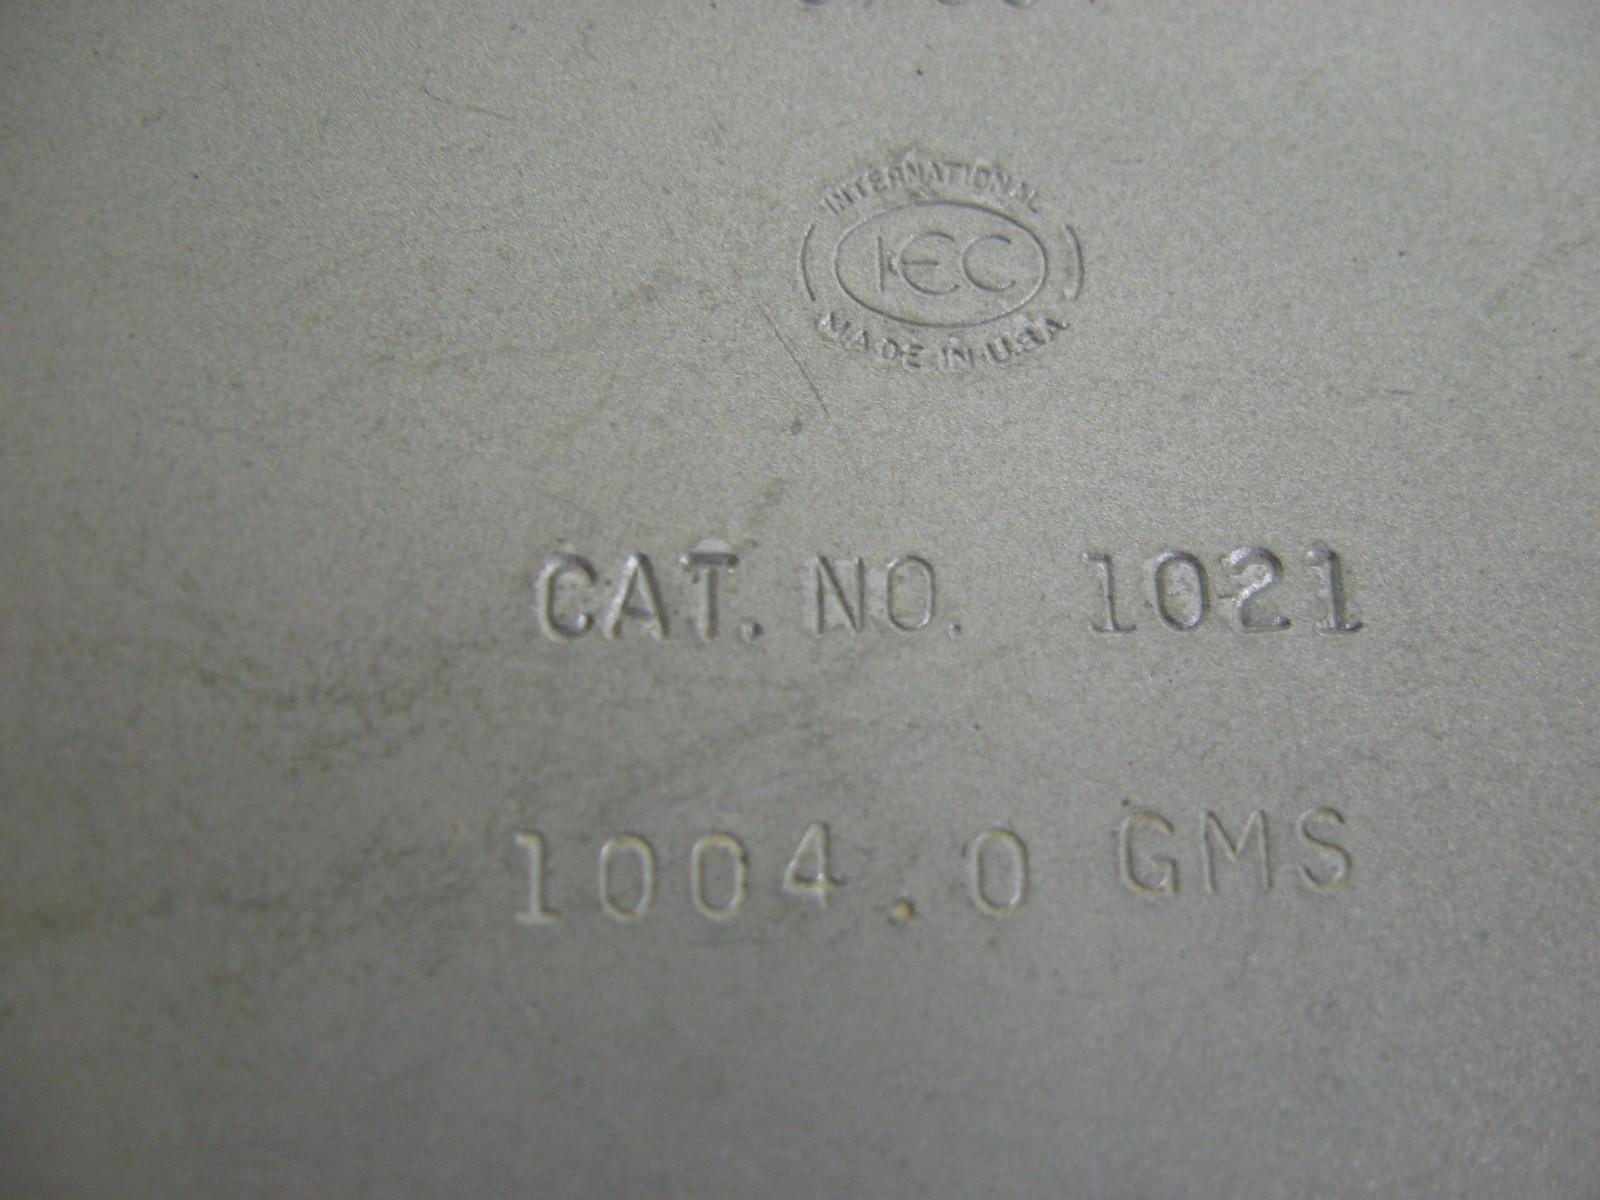 INTERNATIONAL
IEC
MADE IN U.S.A
CAT. NO. 1021
1004.0 GMS